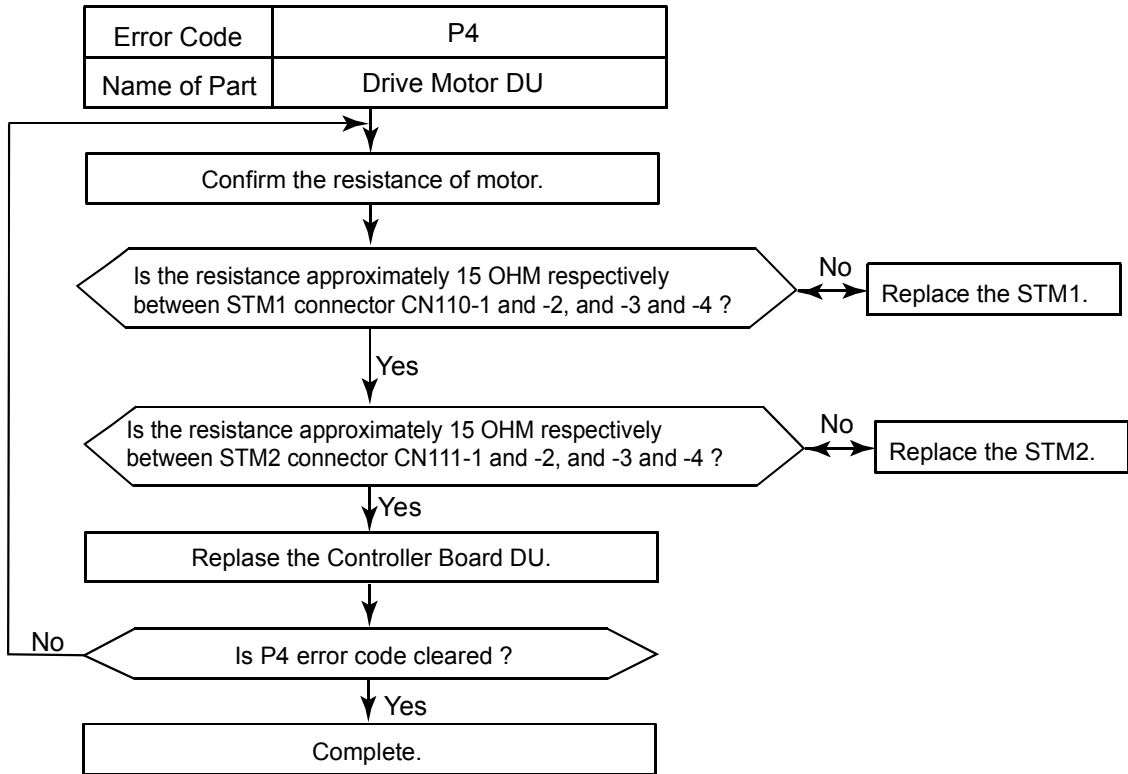 Error Code P4
Name of Part Drive Motor DU
Confirm the resistance of motor.
Is the resistance approximately 15 OHM respectively
between STM1 connector CN110-1 and -2, and -3 and -4 ?
No
Replace the STM1.
Yes
Is the resistance approximately 15 OHM respectively
between STM2 connector CN111-1 and -2, and -3 and -4 ?
No
Replace the STM2.
Yes
Replase the Controller Board DU.
No
Is P4 error code cleared ?
Yes
Complete.